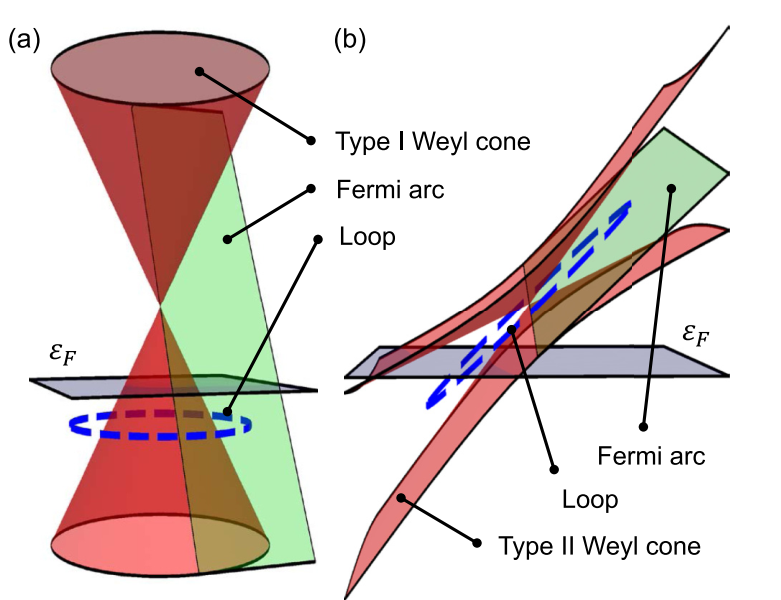 (a)
Type I Weyl cone
Fermi arc
Loop
εF
(b)
εF
Fermi arc
Loop
Type II Weyl cone